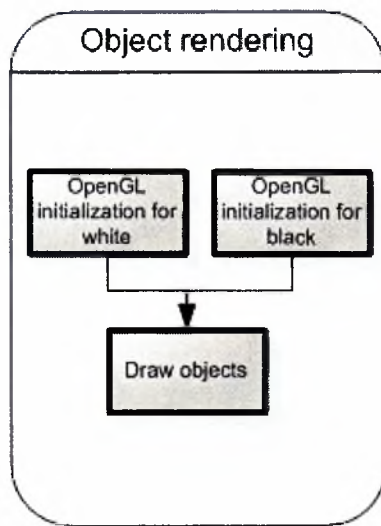 Object rendering
OpenGL
initialization for
white
OpenGL
initialization for
black
Draw objects